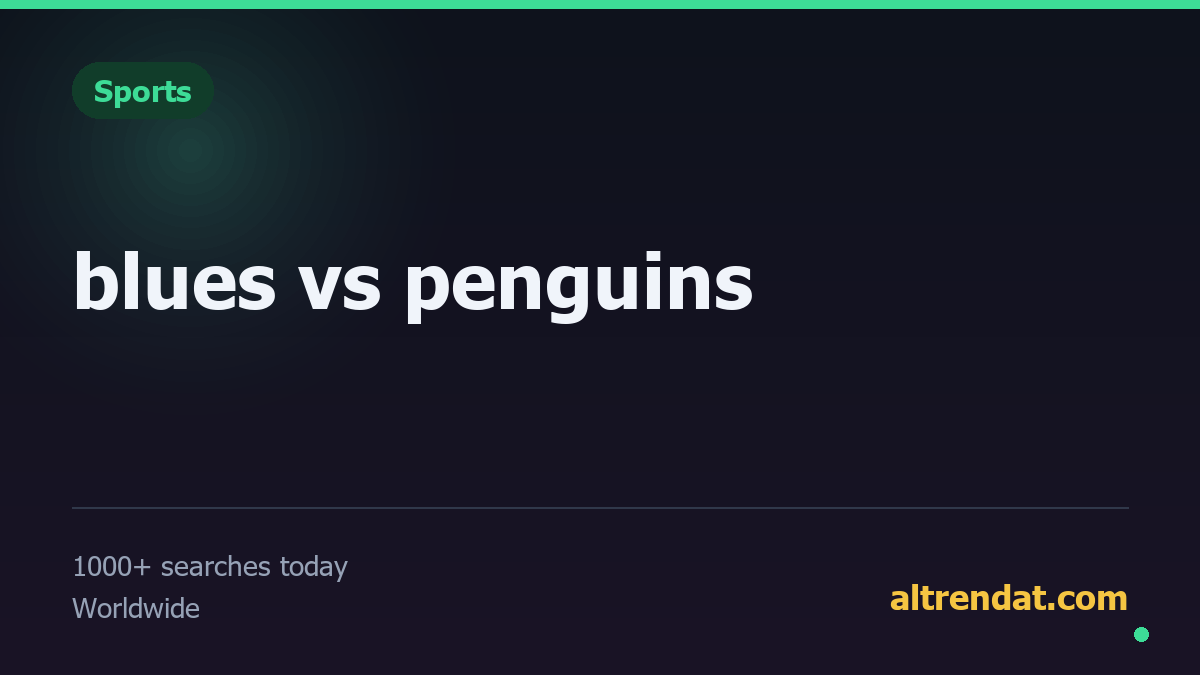 Sports
blues vs penguins
1000+ searches today
Worldwide
altrendat.com